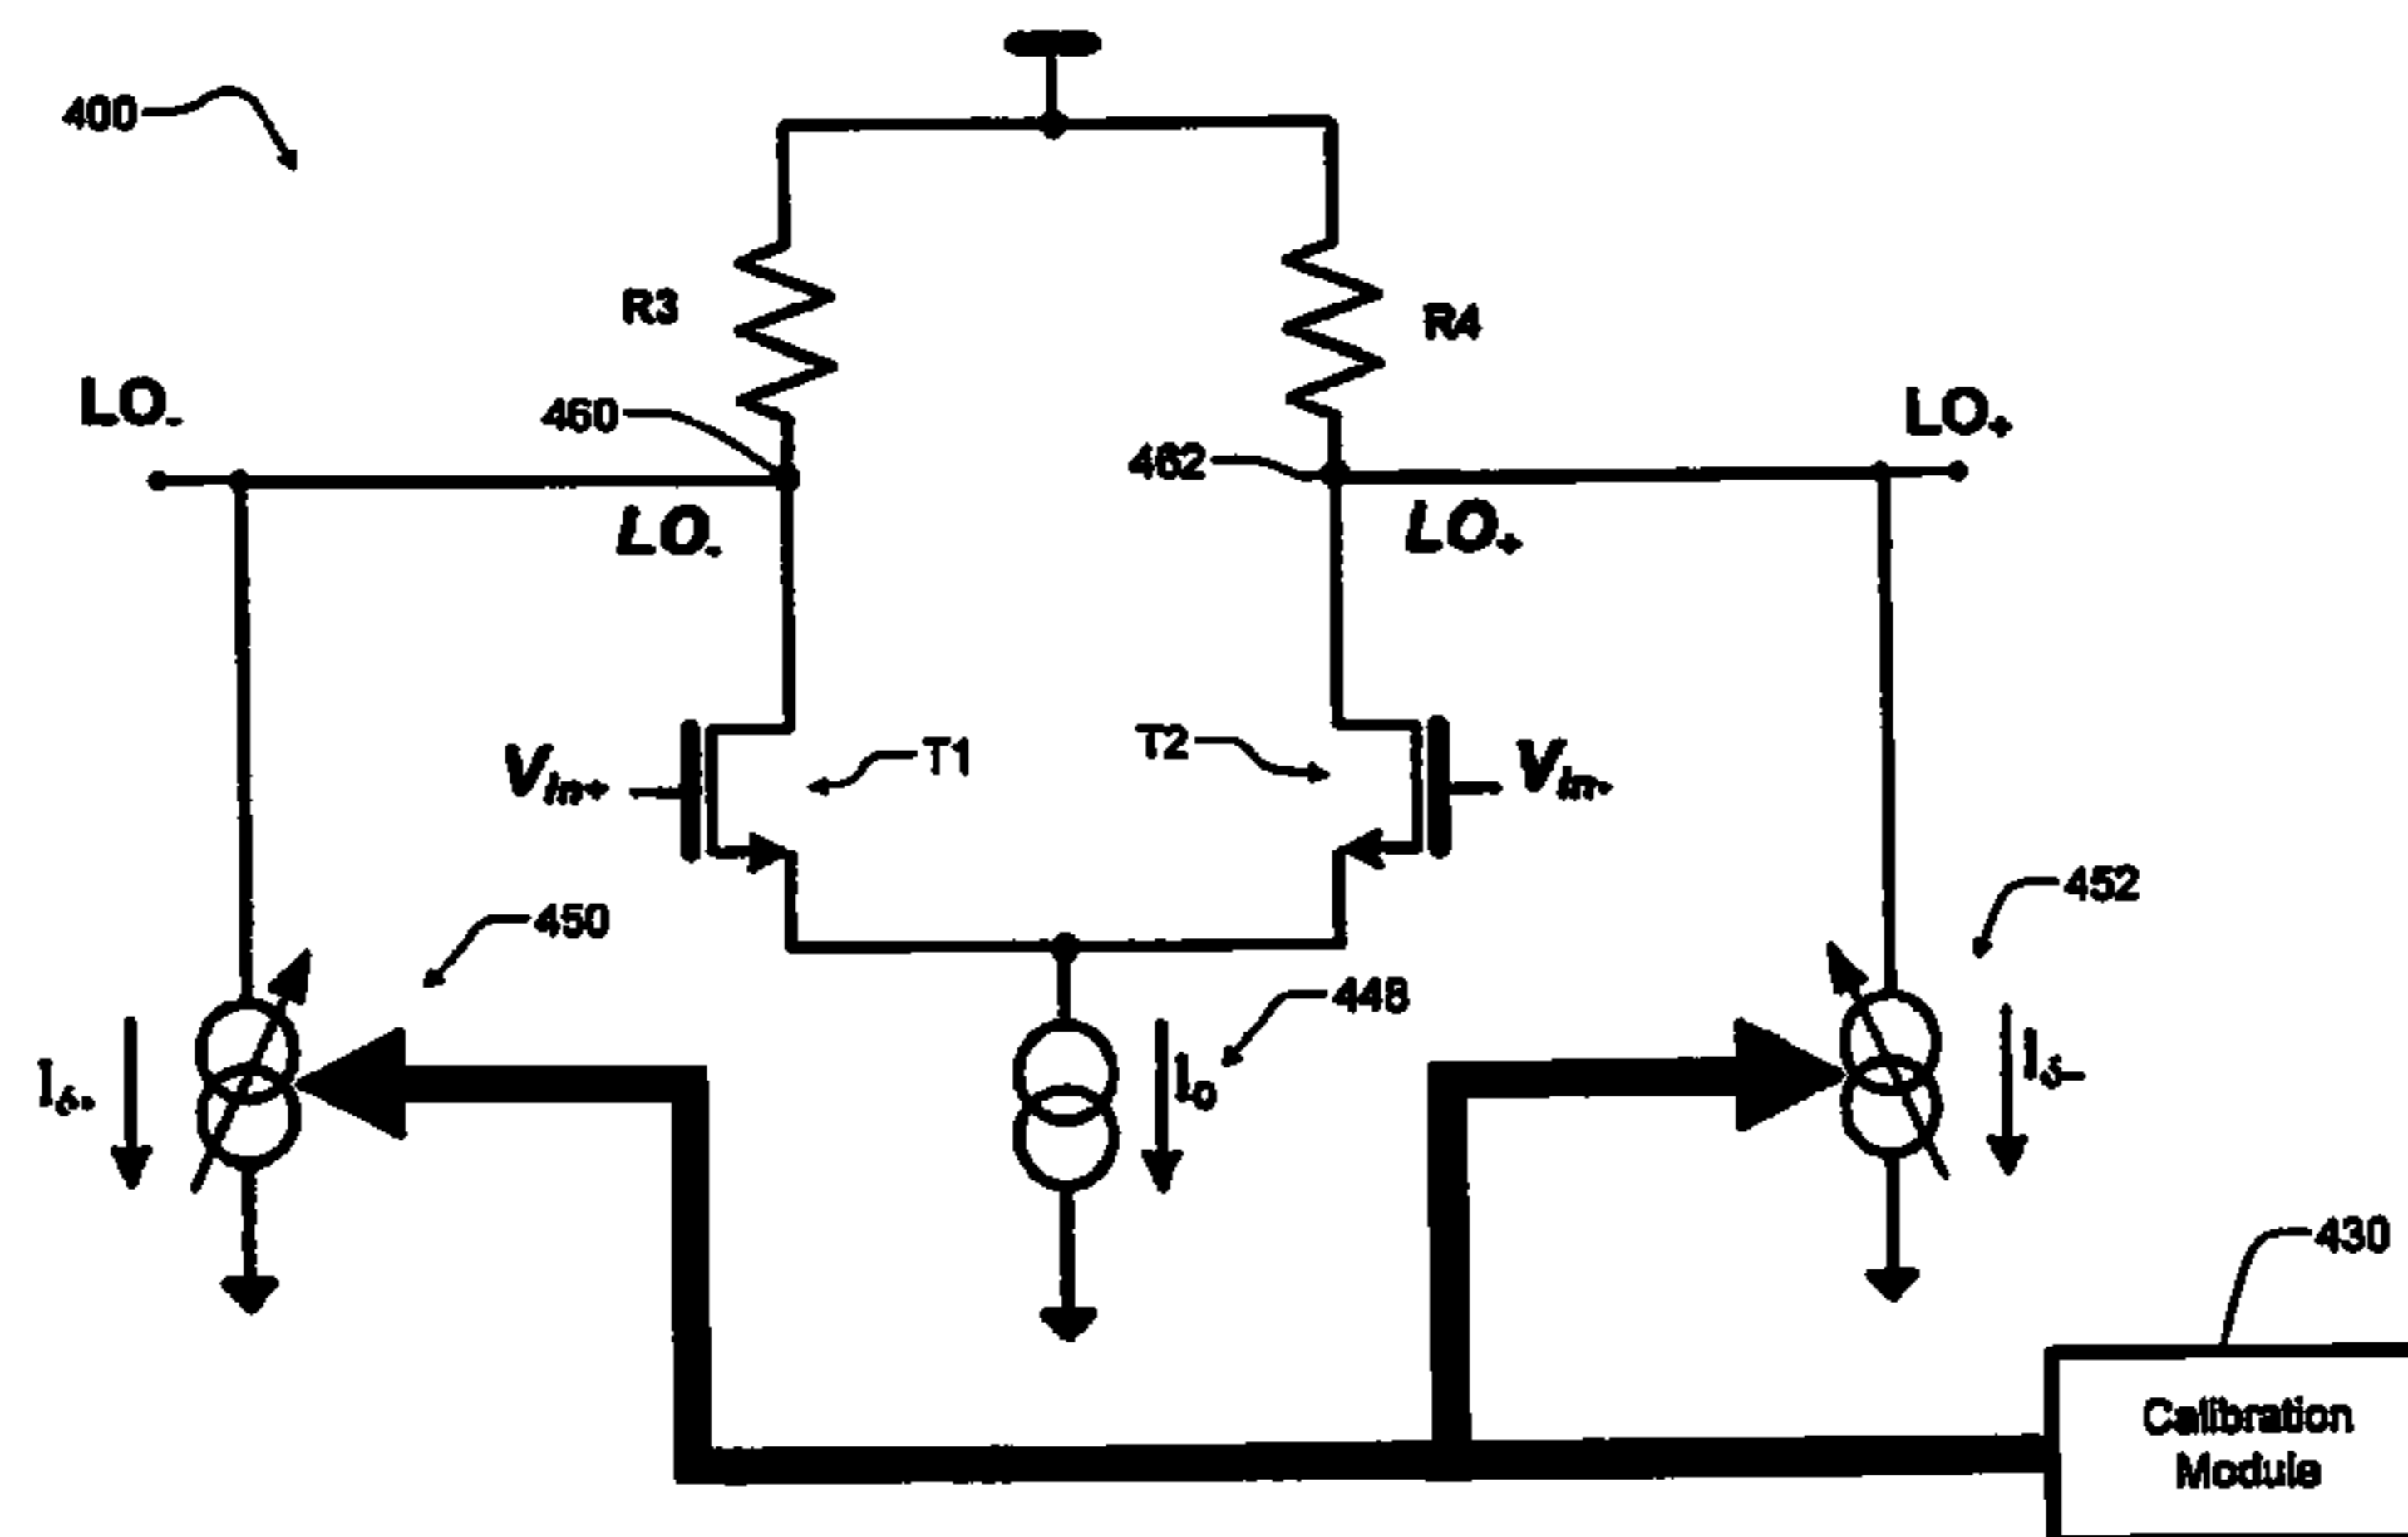 400
R3
R4
LO-
460
462
LO+
LO-
LO+
Vin+
T1
T2
Vin-
450
452
448
Iδ+
I0
Iδ-
430
Calibration
Module